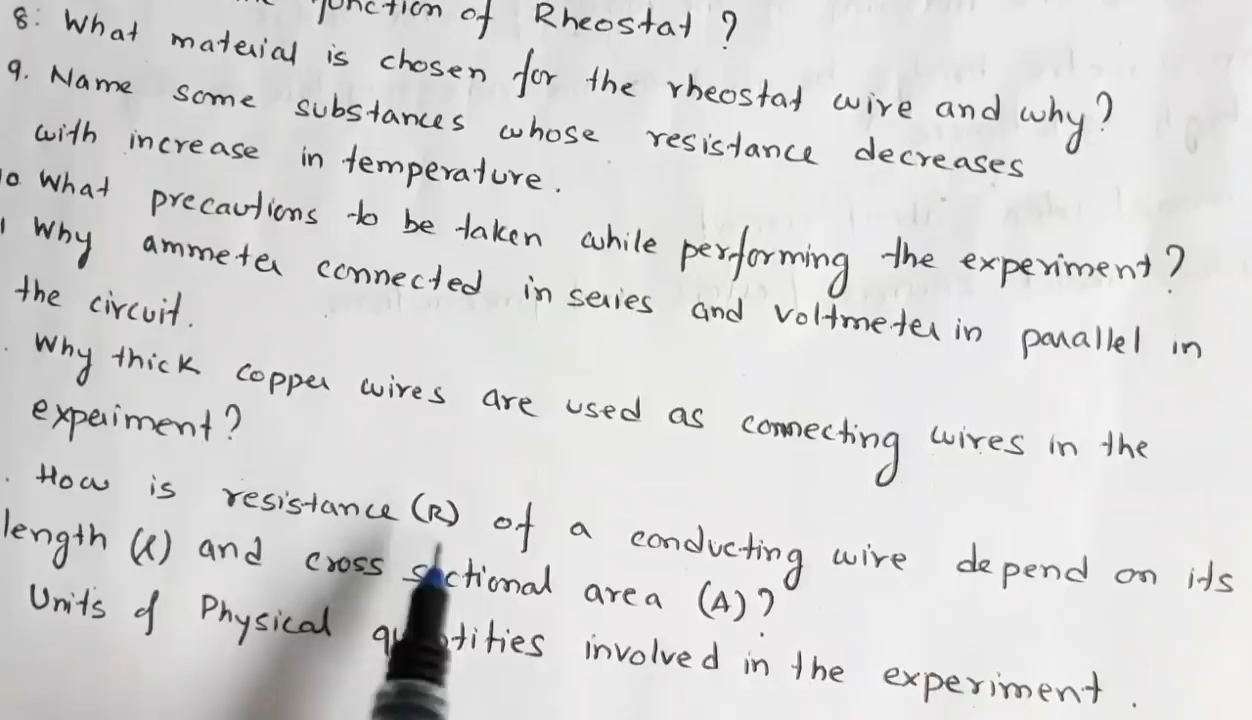 function of Rheostat ?
8: What material is chosen for the rheostat wire and why?
9. Name some substances whose resistance decreases
with increase in temperature.
10 What precautions to be taken while performing the experiment?
1 Why ammeter connected in series and voltmeter in parallel in
the circuit.
. Why thick copper wires are used as connecting wires in the
experiment?
. How is resistance (R) of a conducting wire depend on its
length (l) and cross sectional area (A)?
Units of Physical quantities involved in the experiment.